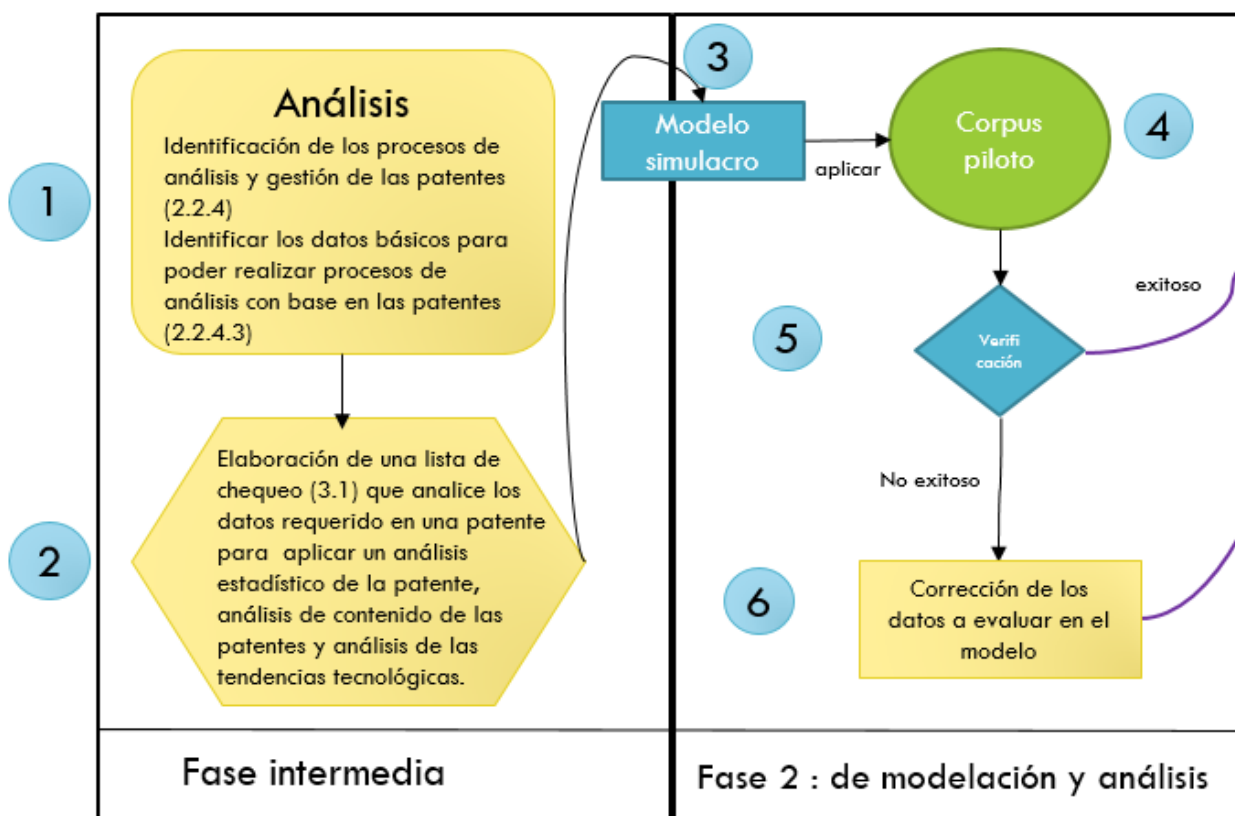 1
Análisis
Identificación de los procesos de
análisis y gestión de las patentes
(2.2.4)
Identificar los datos básicos para
poder realizar procesos de
análisis con base en las patentes
(2.2.4.3)
2
Elaboración de una lista de
chequeo (3.1) que analice los
datos requerido en una patente
para aplicar un análisis
estadístico de la patente,
análisis de contenido de las
patentes y análisis de las
tendencias tecnológicas.
Fase intermedia
3
Modelo
simulacro
aplicar
Corpus
piloto
4
5
Verifi
cación
exitoso
No exitoso
6
Corrección de los
datos a evaluar en el
modelo
Fase 2 : de modelación y análisis